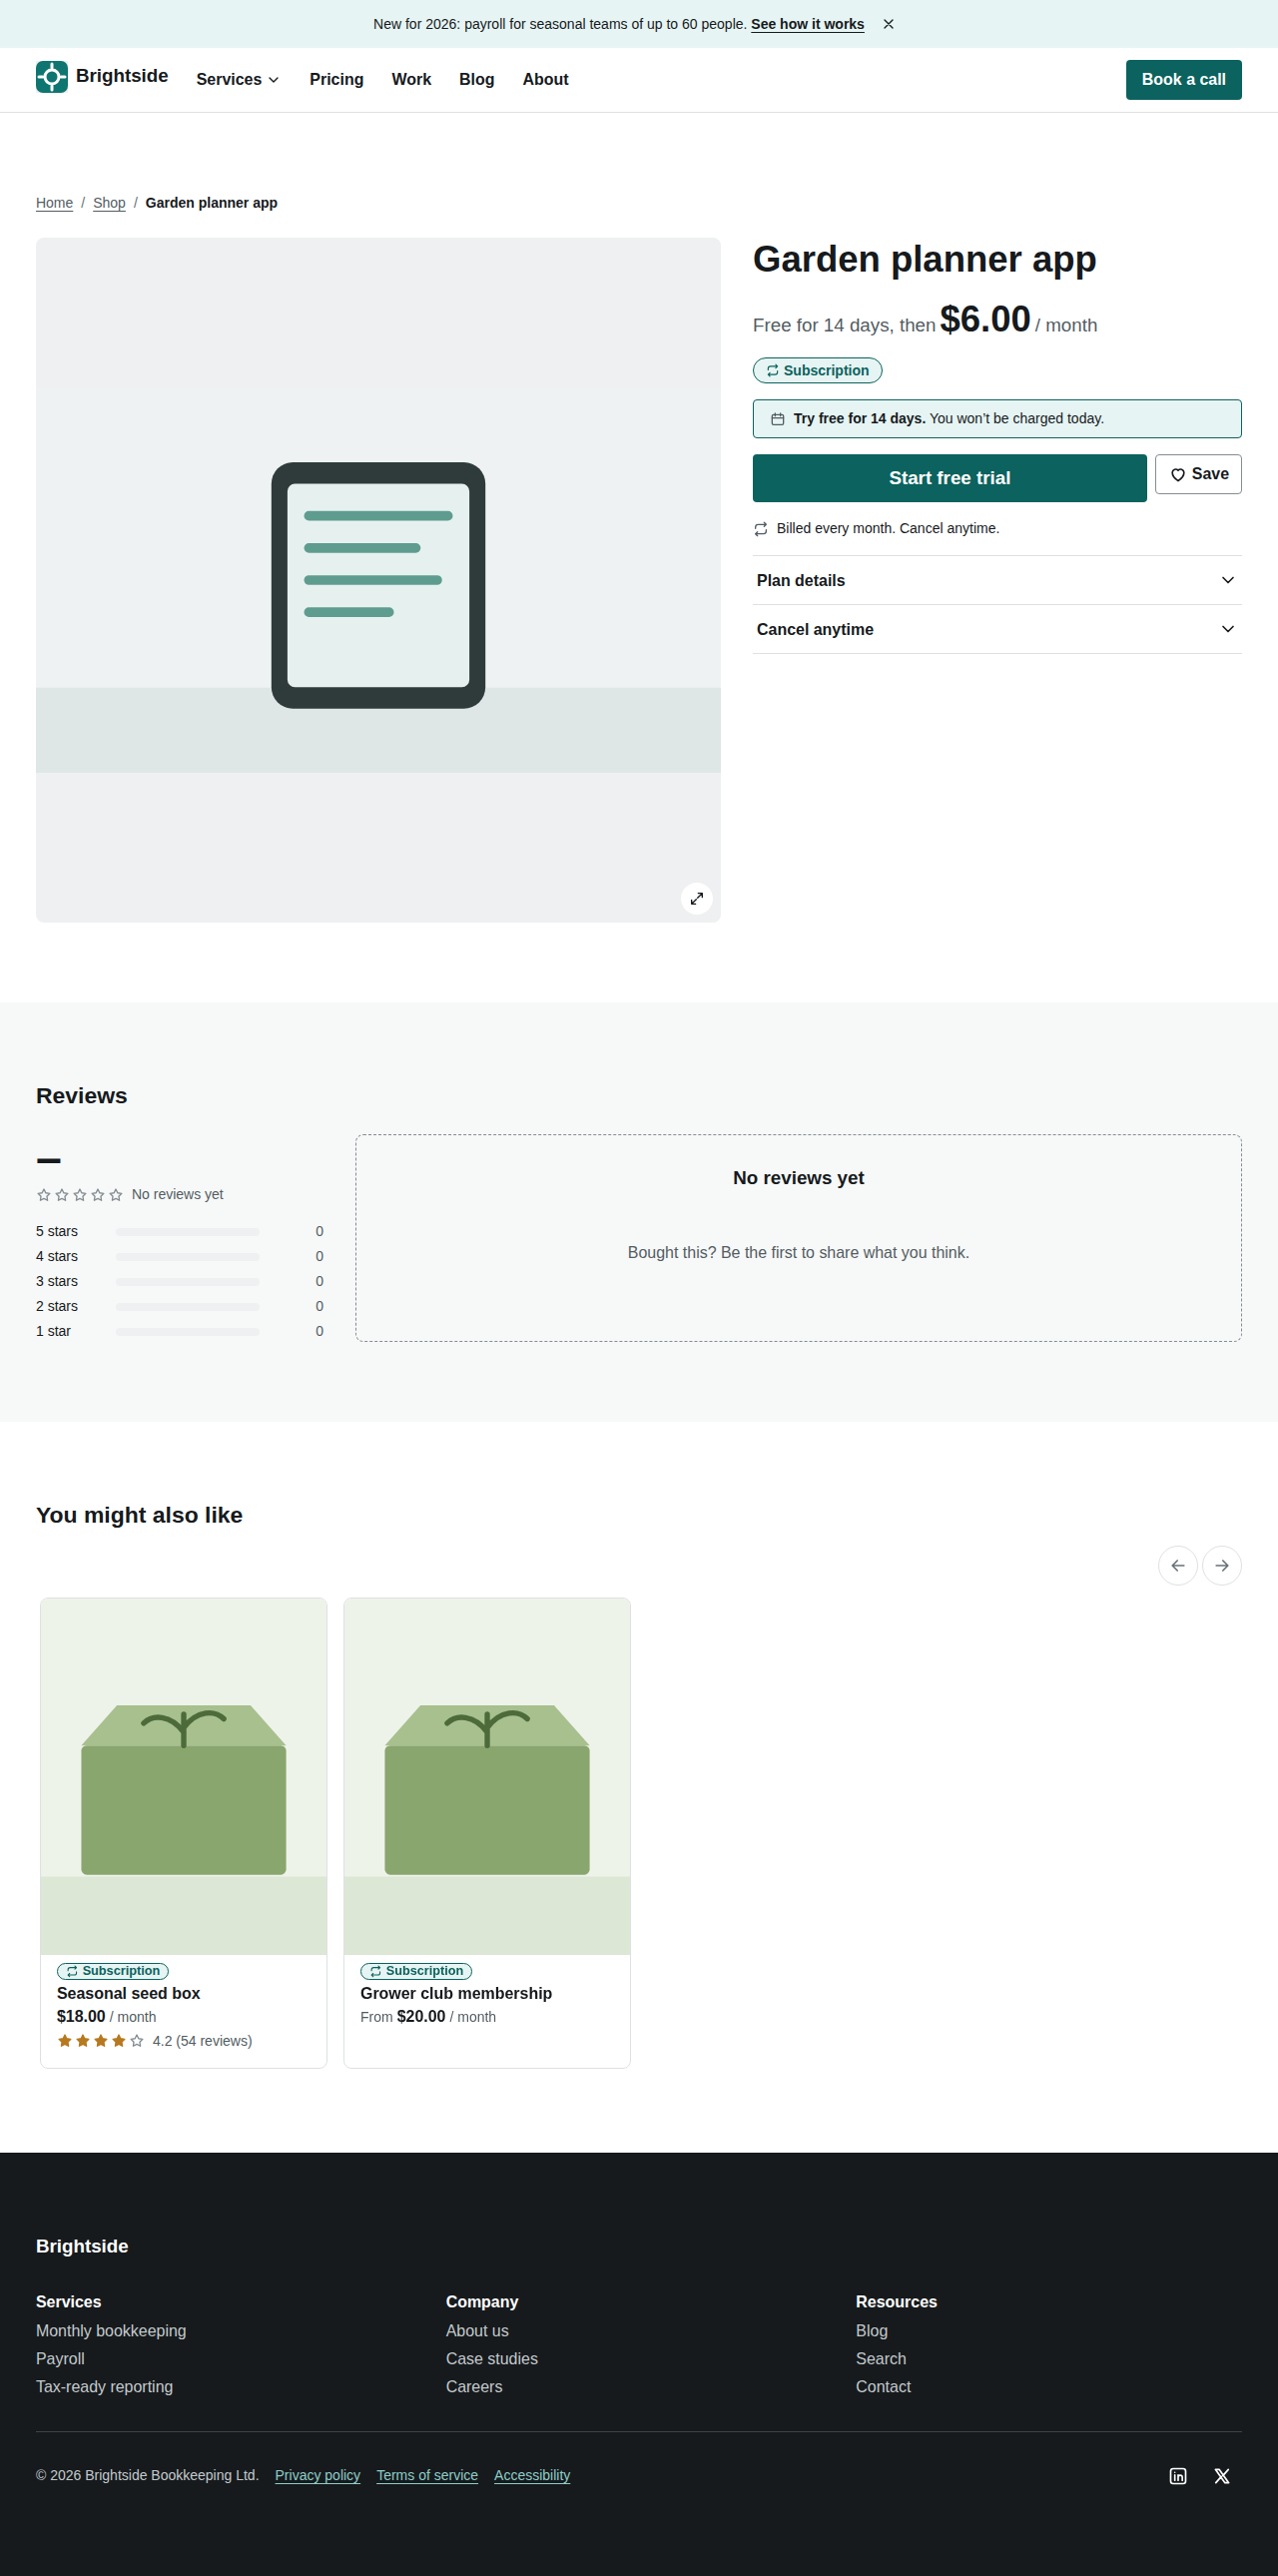 New for 2026: payroll for seasonal teams of up to 60 people. See how it works
Brightside
Services
Pricing
Work
Blog
About
Book a call
Home / Shop / Garden planner app
Garden planner app
Free for 14 days, then $6.00 / month
Subscription
Try free for 14 days. You won’t be charged today.
Start free trial
Save
Billed every month. Cancel anytime.
Plan details
Cancel anytime
Reviews
–
No reviews yet
5 stars 0
4 stars 0
3 stars 0
2 stars 0
1 star 0
No reviews yet
Bought this? Be the first to share what you think.
You might also like
Subscription
Seasonal seed box
$18.00 / month
4.2 (54 reviews)
Subscription
Grower club membership
From $20.00 / month
Brightside
Services
Monthly bookkeeping
Payroll
Tax-ready reporting
Company
About us
Case studies
Careers
Resources
Blog
Search
Contact
© 2026 Brightside Bookkeeping Ltd. Privacy policy Terms of service Accessibility